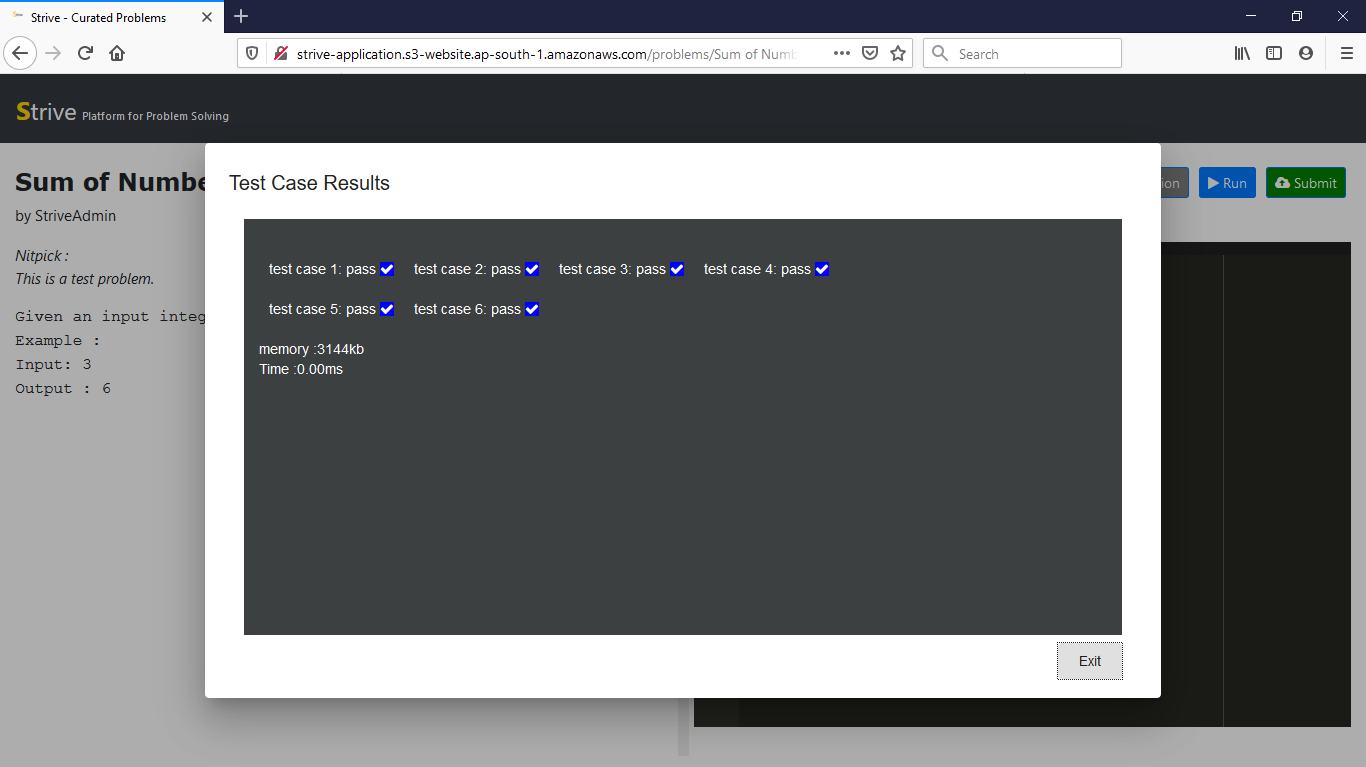 Strive - Curated Problems
strive-application.s3-website.ap-south-1.amazonaws.com/problems/Sum of Numb
Search
Strive Platform for Problem Solving
Sum of Numbe
by StriveAdmin
Nitpick :
This is a test problem.
Given an input integ
Example :
Input: 3
Output : 6
ion
Run
Submit
Test Case Results
test case 1: pass test case 2: pass test case 3: pass test case 4: pass
test case 5: pass test case 6: pass
memory :3144kb
Time :0.00ms
Exit